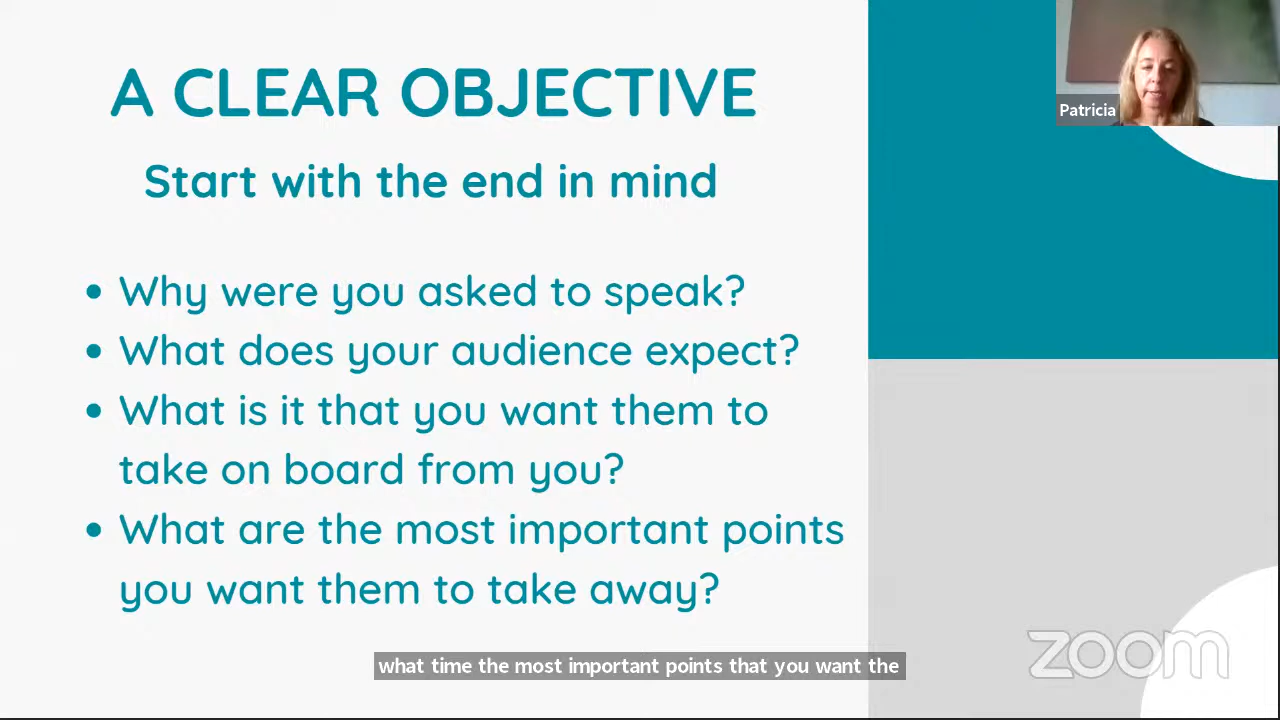 A CLEAR OBJECTIVE
Start with the end in mind
• Why were you asked to speak?
• What does your audience expect?
• What is it that you want them to
take on board from you?
• What are the most important points
you want them to take away?
Patricia
what time the most important points that you want the
zoom